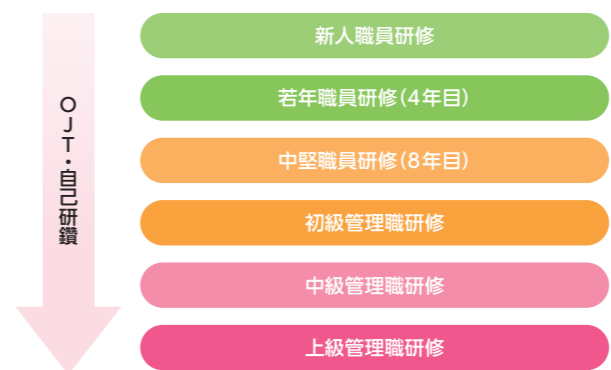 OJT・自己研鑽
新人職員研修
若年職員研修(4年目)
中堅職員研修(8年目)
初級管理職研修
中級管理職研修
上級管理職研修